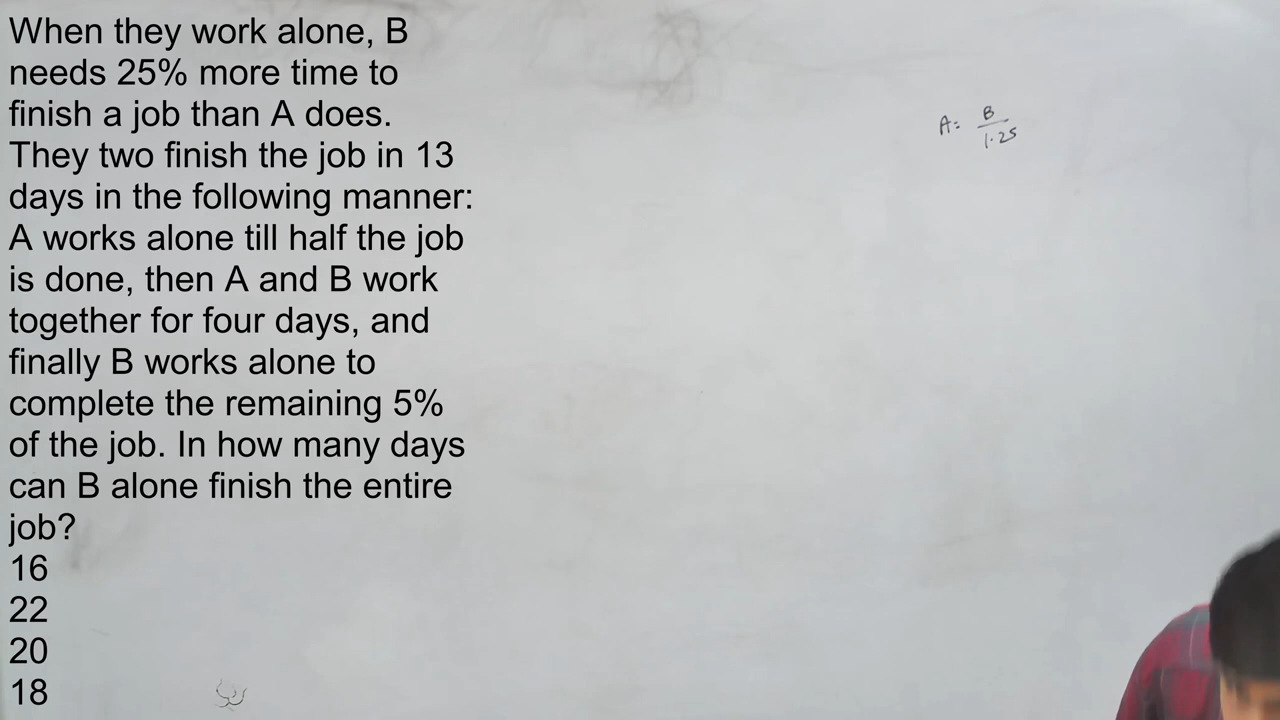 When they work alone, B
needs 25% more time to
finish a job than A does.
They two finish the job in 13
days in the following manner:
A works alone till half the job
is done, then A and B work
together for four days, and
finally B works alone to
complete the remaining 5%
of the job. In how many days
can B alone finish the entire
job?
16
22
20
18
A= B/1.25